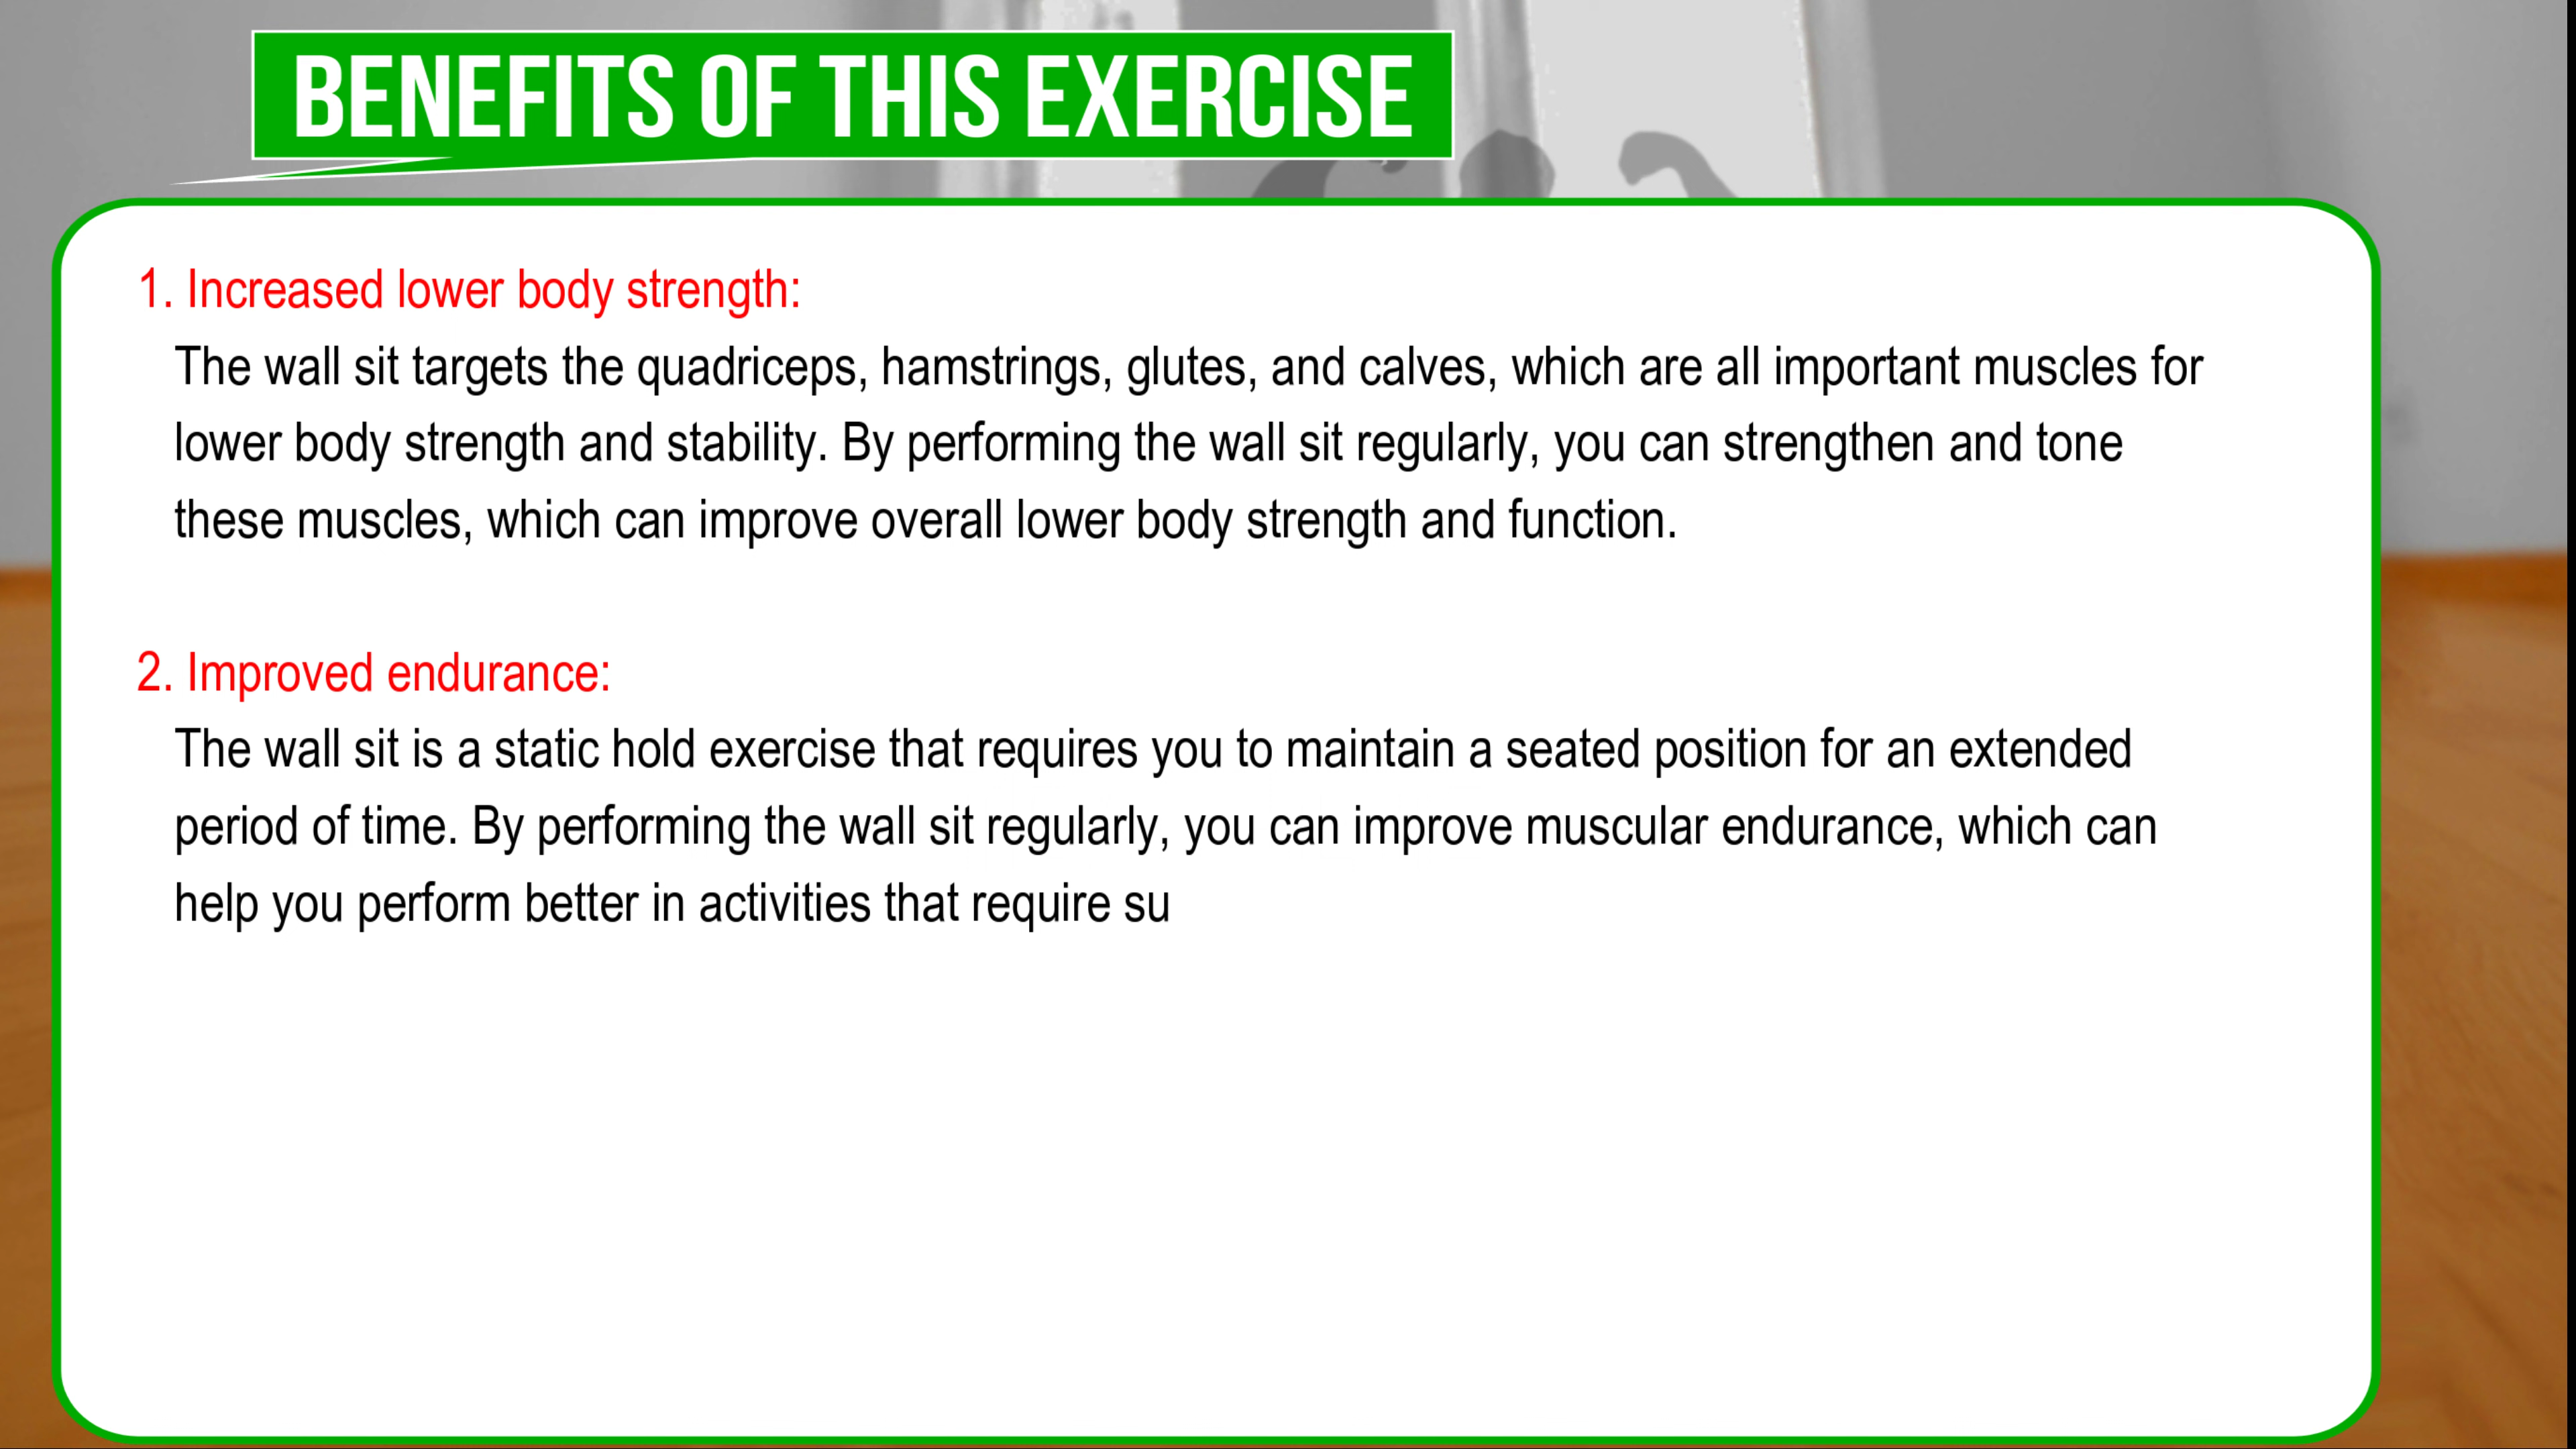 BENEFITS OF THIS EXERCISE
1. Increased lower body strength:
The wall sit targets the quadriceps, hamstrings, glutes, and calves, which are all important muscles for
lower body strength and stability. By performing the wall sit regularly, you can strengthen and tone
these muscles, which can improve overall lower body strength and function.
2. Improved endurance:
The wall sit is a static hold exercise that requires you to maintain a seated position for an extended
period of time. By performing the wall sit regularly, you can improve muscular endurance, which can
help you perform better in activities that require su